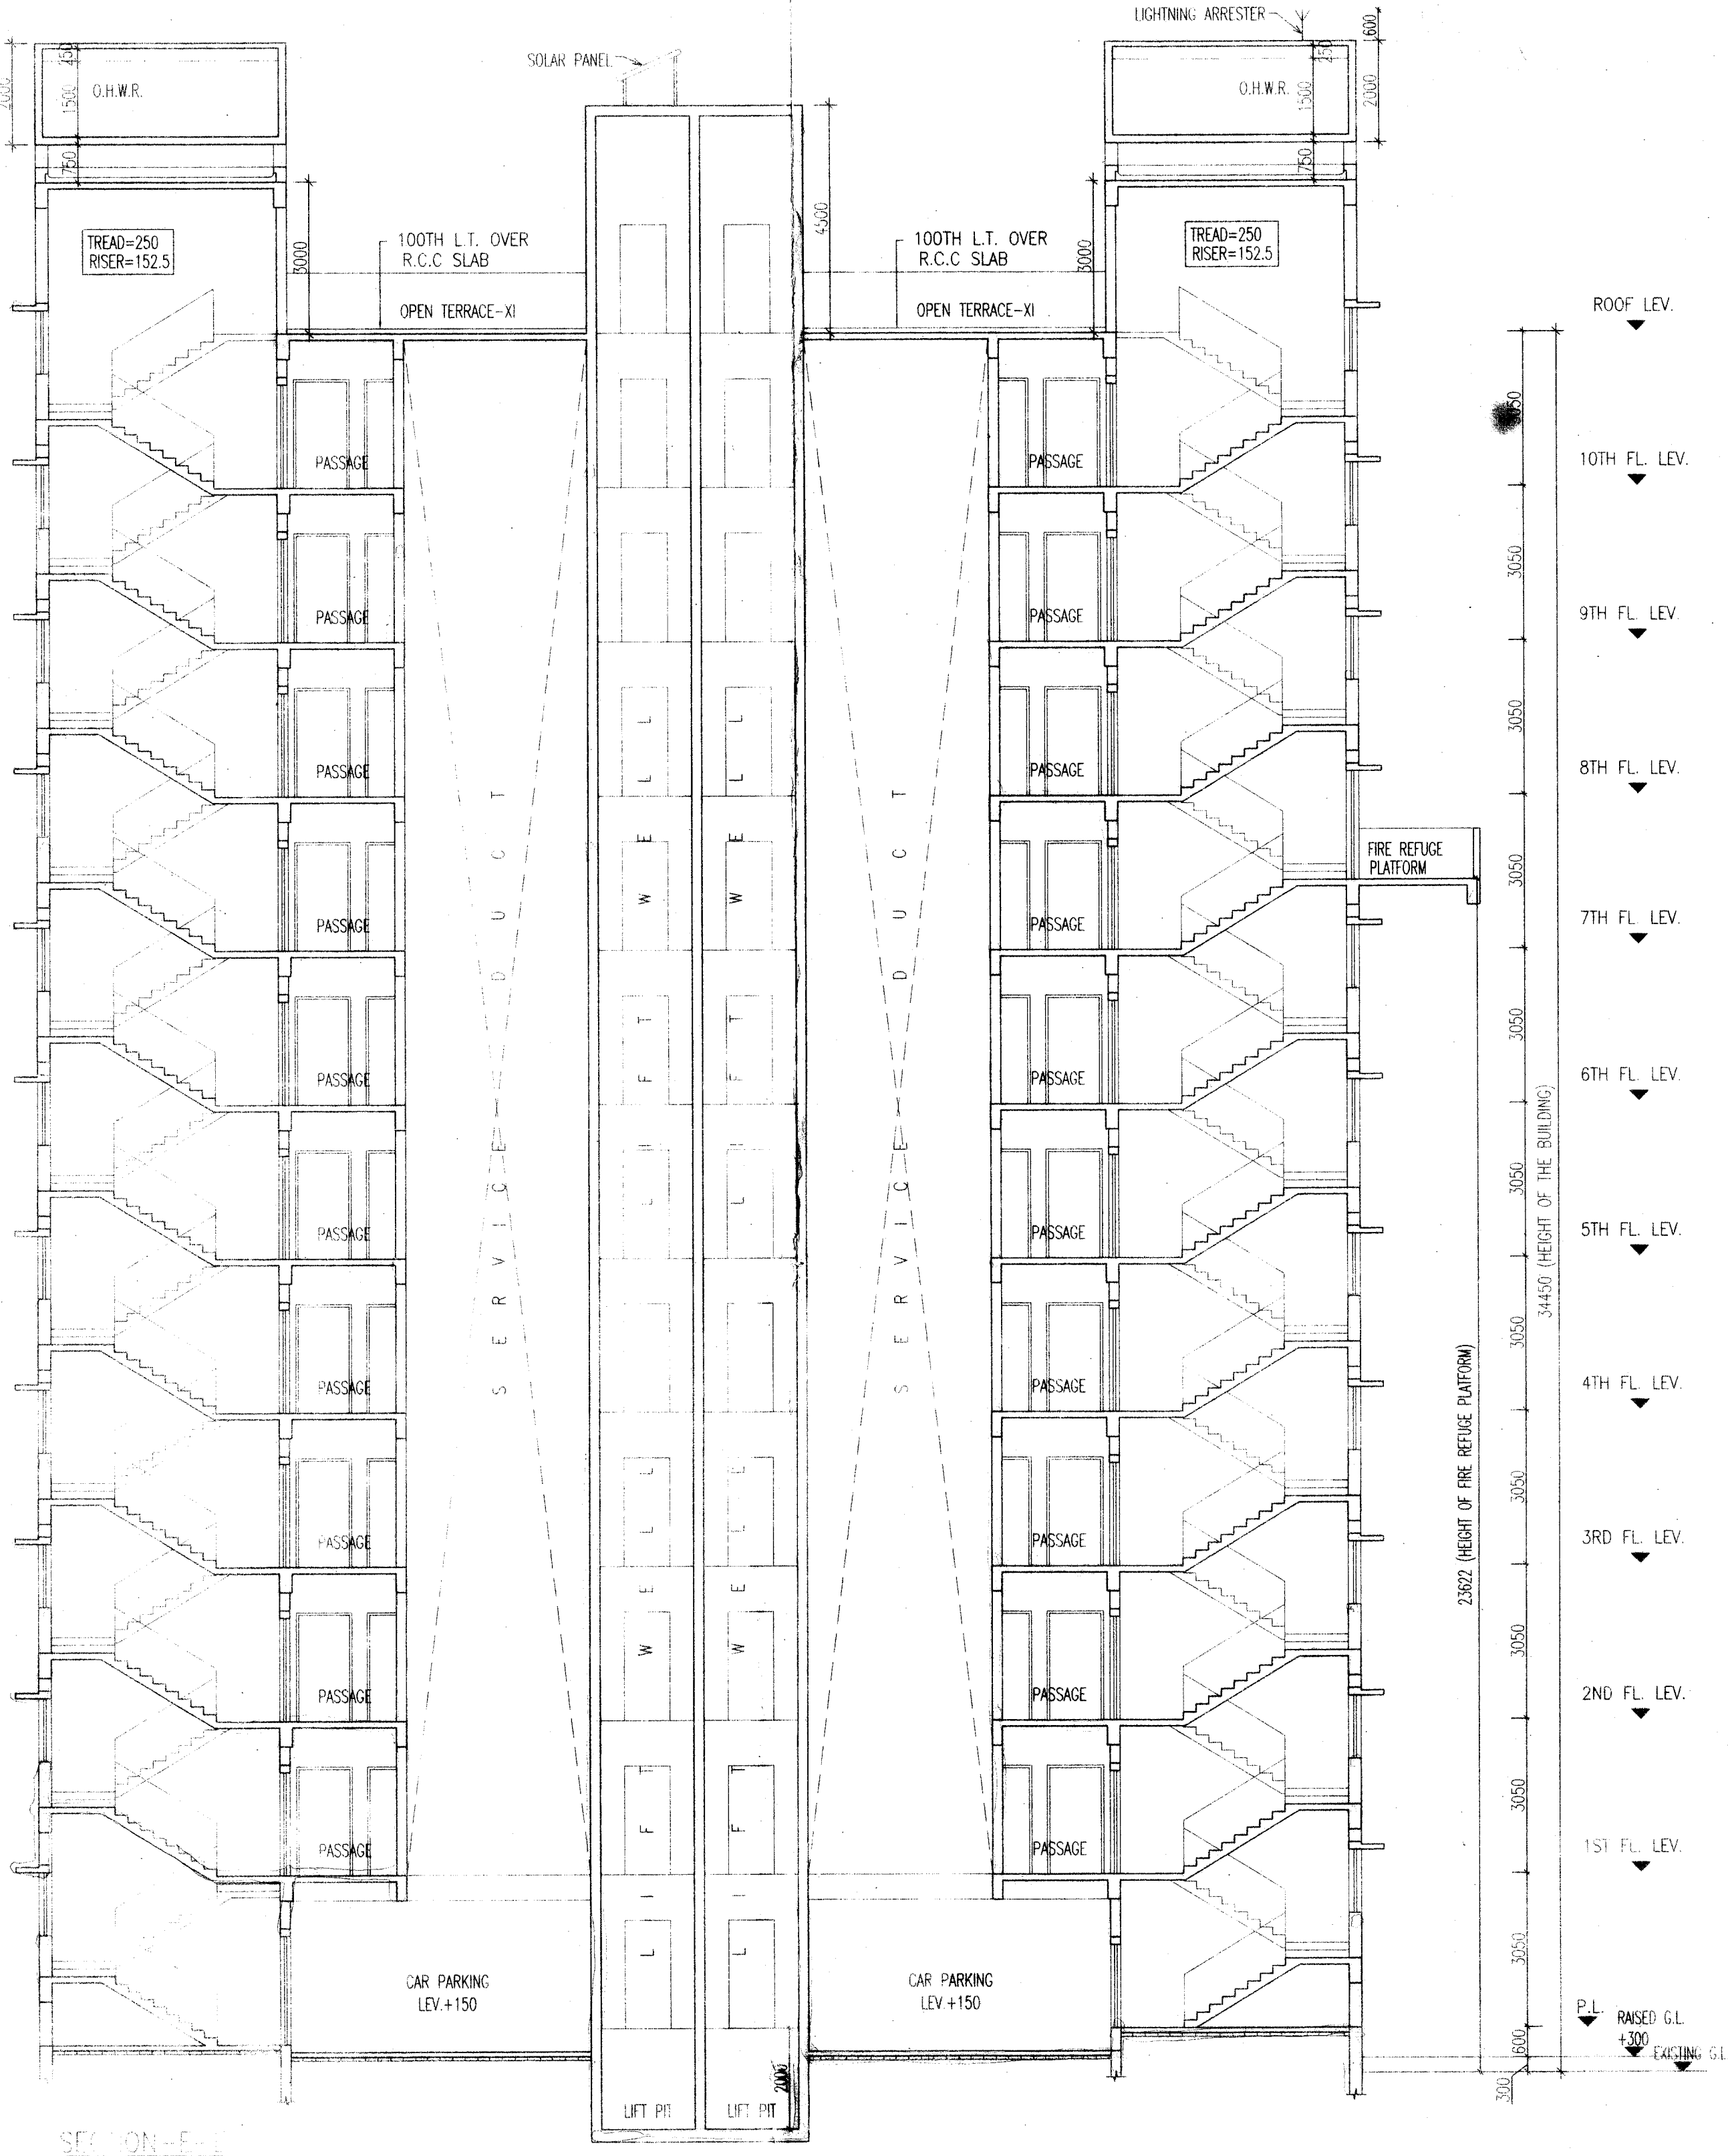 LIGHTNING ARRESTER
600
SOLAR PANEL
2000
450
1500
O.H.W.R.
750
O.H.W.R.
1500
450
2000
750
TREAD=250
RISER=152.5
3000
100TH L.T. OVER
R.C.C SLAB
OPEN TERRACE-XI
4500
100TH L.T. OVER
R.C.C SLAB
OPEN TERRACE-XI
3000
TREAD=250
RISER=152.5
ROOF LEV.
3050
PASSAGE
PASSAGE
10TH FL. LEV.
3050
PASSAGE
PASSAGE
9TH FL. LEV.
3050
PASSAGE
PASSAGE
8TH FL. LEV.
3050
FIRE REFUGE
PLATFORM
PASSAGE
PASSAGE
7TH FL. LEV.
3050
PASSAGE
PASSAGE
6TH FL. LEV.
3050
PASSAGE
PASSAGE
5TH FL. LEV.
3050
PASSAGE
PASSAGE
4TH FL. LEV.
3050
PASSAGE
PASSAGE
3RD FL. LEV.
3050
PASSAGE
PASSAGE
2ND FL. LEV.
3050
PASSAGE
PASSAGE
1ST FL. LEV.
3050
SERVICE DUCT
LIFT WELL
LIFT WELL
LIFT WELL
LIFT WELL
SERVICE DUCT
23622 (HEIGHT OF FIRE REFUGE PLATFORM)
34450 (HEIGHT OF THE BUILDING)
CAR PARKING
LEV.+150
CAR PARKING
LEV.+150
P.L.
RAISED G.L.
+300
EXISTING G.L
600
300
2000
LIFT PIT
LIFT PIT